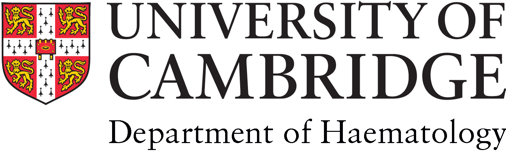 UNIVERSITY OF
CAMBRIDGE
Department of Haematology